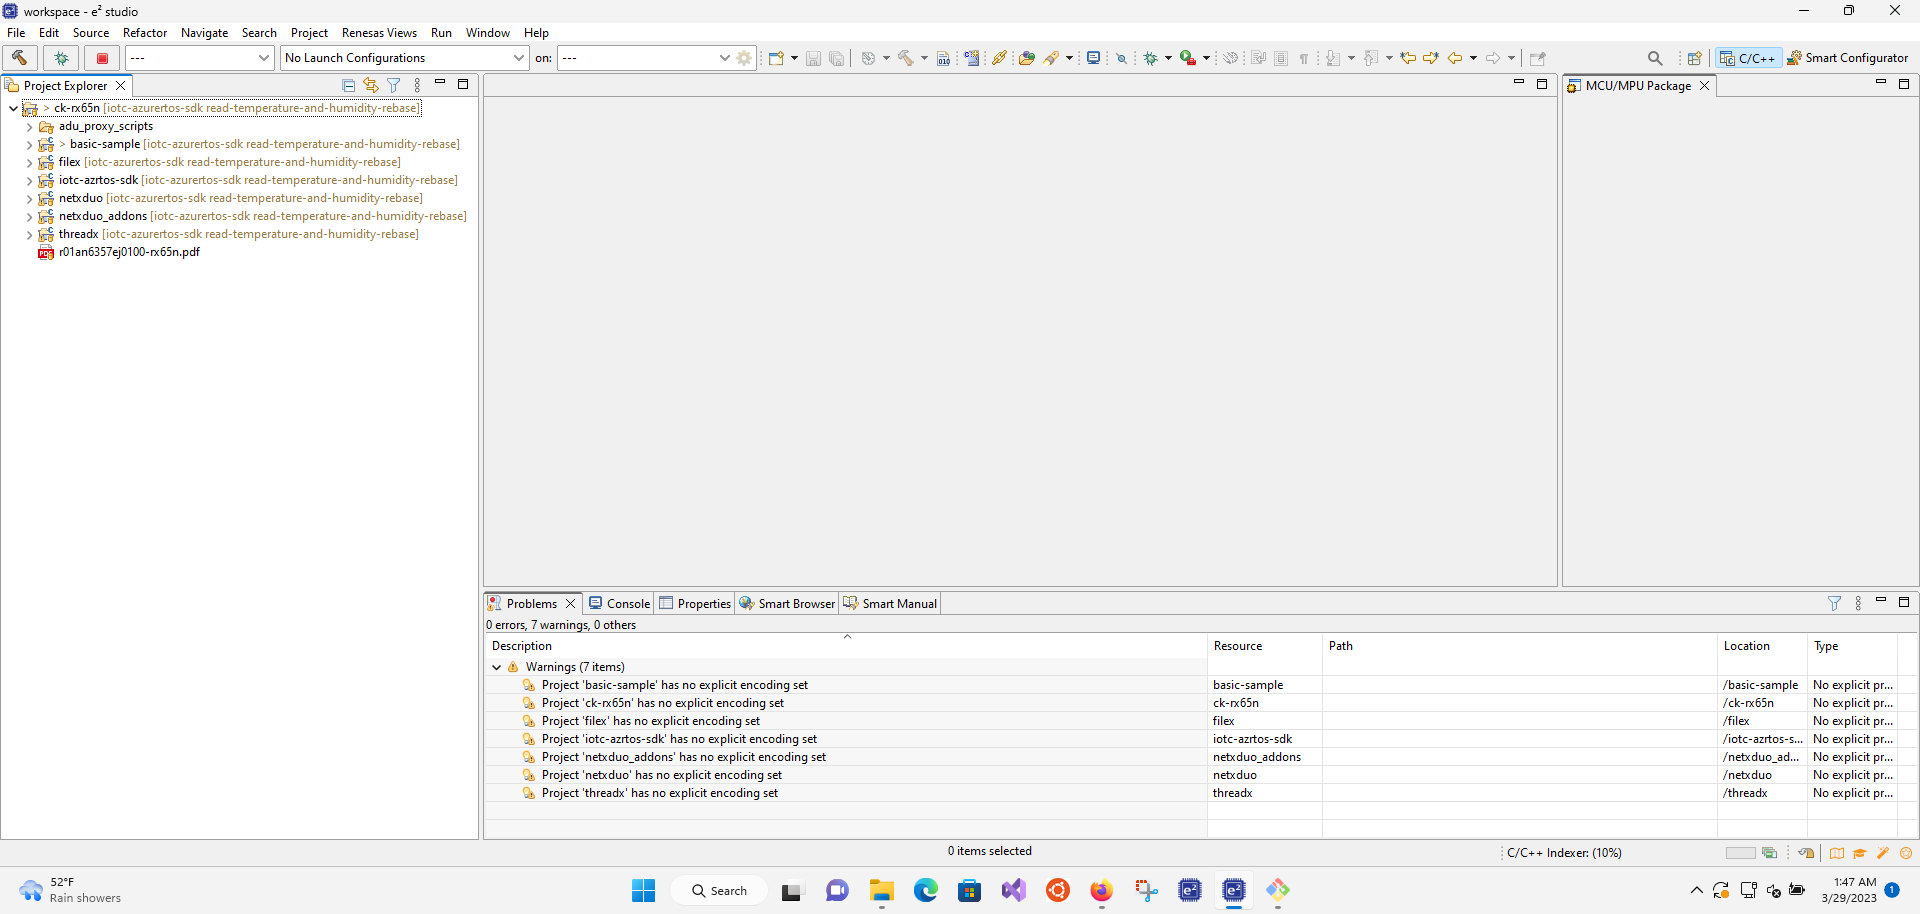 workspace - e² studio
File Edit Source Refactor Navigate Search Project Renesas Views Run Window Help
--- No Launch Configurations on: --- 010 C/C++ Smart Configurator
Project Explorer
MCU/MPU Package
> ck-rx65n [iotc-azurertos-sdk read-temperature-and-humidity-rebase]
adu_proxy_scripts
> basic-sample [iotc-azurertos-sdk read-temperature-and-humidity-rebase]
filex [iotc-azurertos-sdk read-temperature-and-humidity-rebase]
iotc-azrtos-sdk [iotc-azurertos-sdk read-temperature-and-humidity-rebase]
netxduo [iotc-azurertos-sdk read-temperature-and-humidity-rebase]
netxduo_addons [iotc-azurertos-sdk read-temperature-and-humidity-rebase]
threadx [iotc-azurertos-sdk read-temperature-and-humidity-rebase]
r01an6357ej0100-rx65n.pdf
Problems Console Properties Smart Browser Smart Manual
0 errors, 7 warnings, 0 others
Description Resource Path Location Type
Warnings (7 items)
Project 'basic-sample' has no explicit encoding set basic-sample /basic-sample No explicit pr...
Project 'ck-rx65n' has no explicit encoding set ck-rx65n /ck-rx65n No explicit pr...
Project 'filex' has no explicit encoding set filex /filex No explicit pr...
Project 'iotc-azrtos-sdk' has no explicit encoding set iotc-azrtos-sdk /iotc-azrtos-s... No explicit pr...
Project 'netxduo_addons' has no explicit encoding set netxduo_addons /netxduo_ad... No explicit pr...
Project 'netxduo' has no explicit encoding set netxduo /netxduo No explicit pr...
Project 'threadx' has no explicit encoding set threadx /threadx No explicit pr...
0 items selected
C/C++ Indexer: (10%)
52°F
Rain showers
Search
1:47 AM
3/29/2023
1